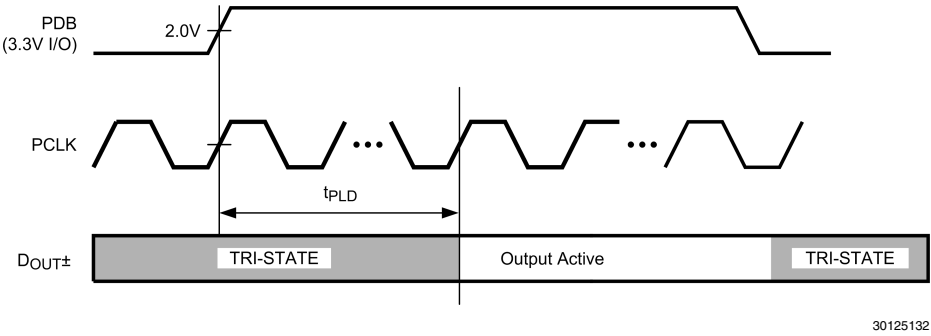 PDB
(3.3V I/O)
2.0V
PCLK
tPLD
DOUT±
TRI-STATE
Output Active
TRI-STATE
30125132